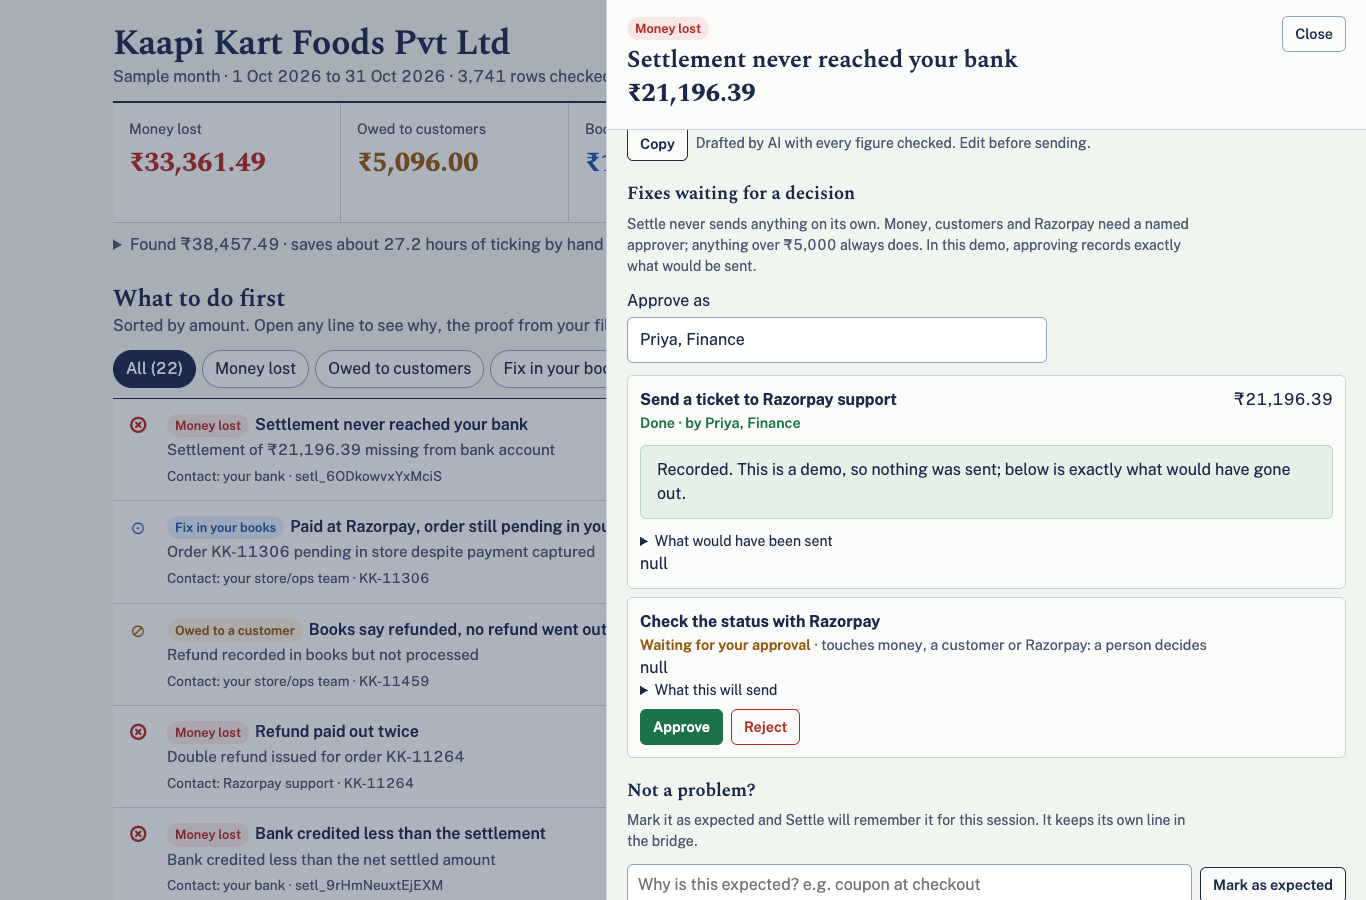 Kaapi Kart Foods Pvt Ltd
Sample month · 1 Oct 2026 to 31 Oct 2026 · 3,741 rows checked
Money lost
₹33,361.49
Owed to customers
₹5,096.00
▶ Found ₹38,457.49 · saves about 27.2 hours of ticking by hand
What to do first
Sorted by amount. Open any line to see why, the proof from your
All (22)
Money lost
Owed to customers
Fix in your
Money lost Settlement never reached your bank
Settlement of ₹21,196.39 missing from bank account
Contact: your bank · setl_6ODkowvxYxMciS
Fix in your books Paid at Razorpay, order still pending in
Order KK-11306 pending in store despite payment captured
Contact: your store/ops team · KK-11306
Owed to a customer Books say refunded, no refund went out
Refund recorded in books but not processed
Contact: your store/ops team · KK-11459
Money lost Refund paid out twice
Double refund issued for order KK-11264
Contact: Razorpay support · KK-11264
Money lost Bank credited less than the settlement
Bank credited less than the net settled amount
Contact: your bank · setl_9rHmNeuxtEjEXM
Money lost
Close
Settlement never reached your bank
₹21,196.39
Copy
Drafted by AI with every figure checked. Edit before sending.
Fixes waiting for a decision
Settle never sends anything on its own. Money, customers and Razorpay need a named
approver; anything over ₹5,000 always does. In this demo, approving records exactly
what would be sent.
Approve as
Priya, Finance
Send a ticket to Razorpay support ₹21,196.39
Done · by Priya, Finance
Recorded. This is a demo, so nothing was sent; below is exactly what would have gone
out.
▶ What would have been sent
null
Check the status with Razorpay
Waiting for your approval · touches money, a customer or Razorpay: a person decides
null
▶ What this will send
Approve
Reject
Not a problem?
Mark it as expected and Settle will remember it for this session. It keeps its own line in
the bridge.
Why is this expected? e.g. coupon at checkout
Mark as expected